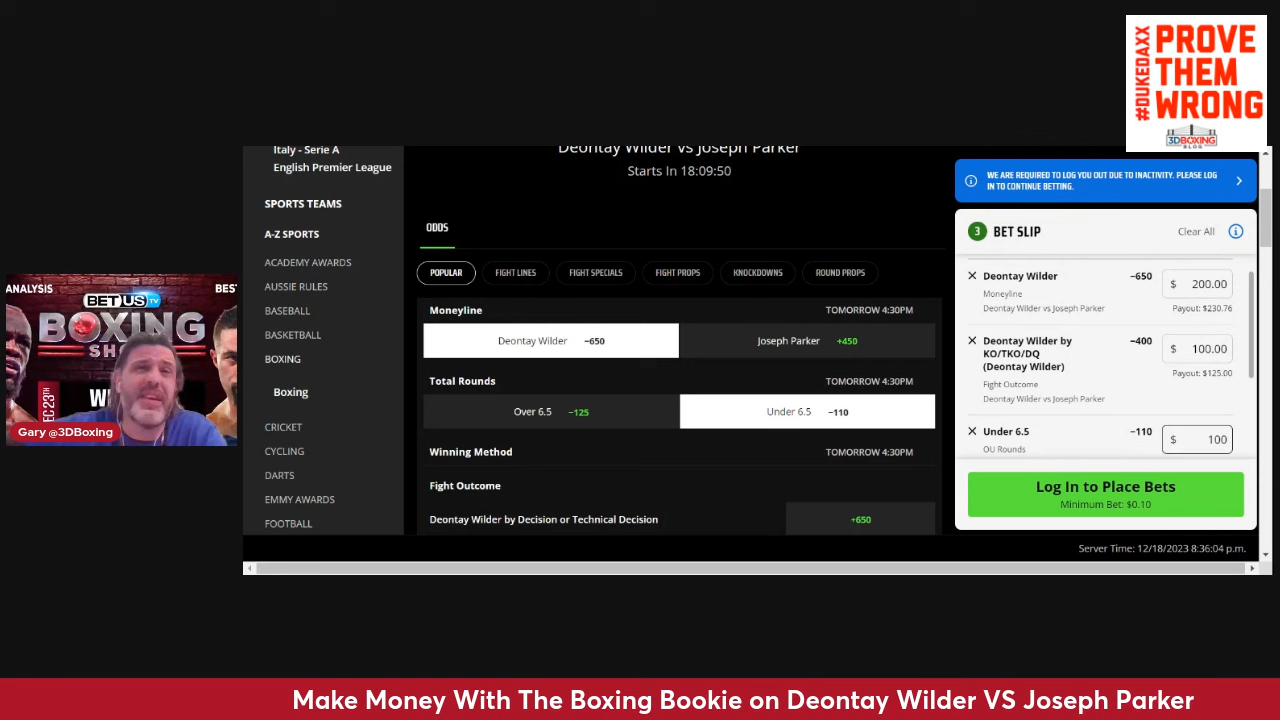 #DUKEDAXX
PROVE
THEM
WRONG
3DBOXING
BLOG
Italy - Serie A
English Premier League
SPORTS TEAMS
A-Z SPORTS
ACADEMY AWARDS
AUSSIE RULES
BASEBALL
BASKETBALL
BOXING
Boxing
CRICKET
CYCLING
DARTS
EMMY AWARDS
FOOTBALL
Deontay Wilder vs Joseph Parker
Starts In 18:09:50
ODDS
POPULAR
FIGHT LINES
FIGHT SPECIALS
FIGHT PROPS
KNOCKDOWNS
ROUND PROPS
Moneyline TOMORROW 4:30PM
Deontay Wilder −650 Joseph Parker +450
Total Rounds TOMORROW 4:30PM
Over 6.5 −125 Under 6.5 −110
Winning Method TOMORROW 4:30PM
Fight Outcome
Deontay Wilder by Decision or Technical Decision +650
WE ARE REQUIRED TO LOG YOU OUT DUE TO INACTIVITY. PLEASE LOG
IN TO CONTINUE BETTING.
3 BET SLIP Clear All
Deontay Wilder −650 $ 200.00
Moneyline
Deontay Wilder vs Joseph Parker Payout: $230.76
Deontay Wilder by −400 $ 100.00
KO/TKO/DQ
(Deontay Wilder) Payout: $125.00
Fight Outcome
Deontay Wilder vs Joseph Parker
Under 6.5 −110 $ 100
OU Rounds
Log In to Place Bets
Minimum Bet: $0.10
Server Time: 12/18/2023 8:36:04 p.m.
ANALYSIS
BETUS TV
BES
BOXING
SH
EC 23TH
W
Gary @3DBoxing
Make Money With The Boxing Bookie on Deontay Wilder VS Joseph Parker